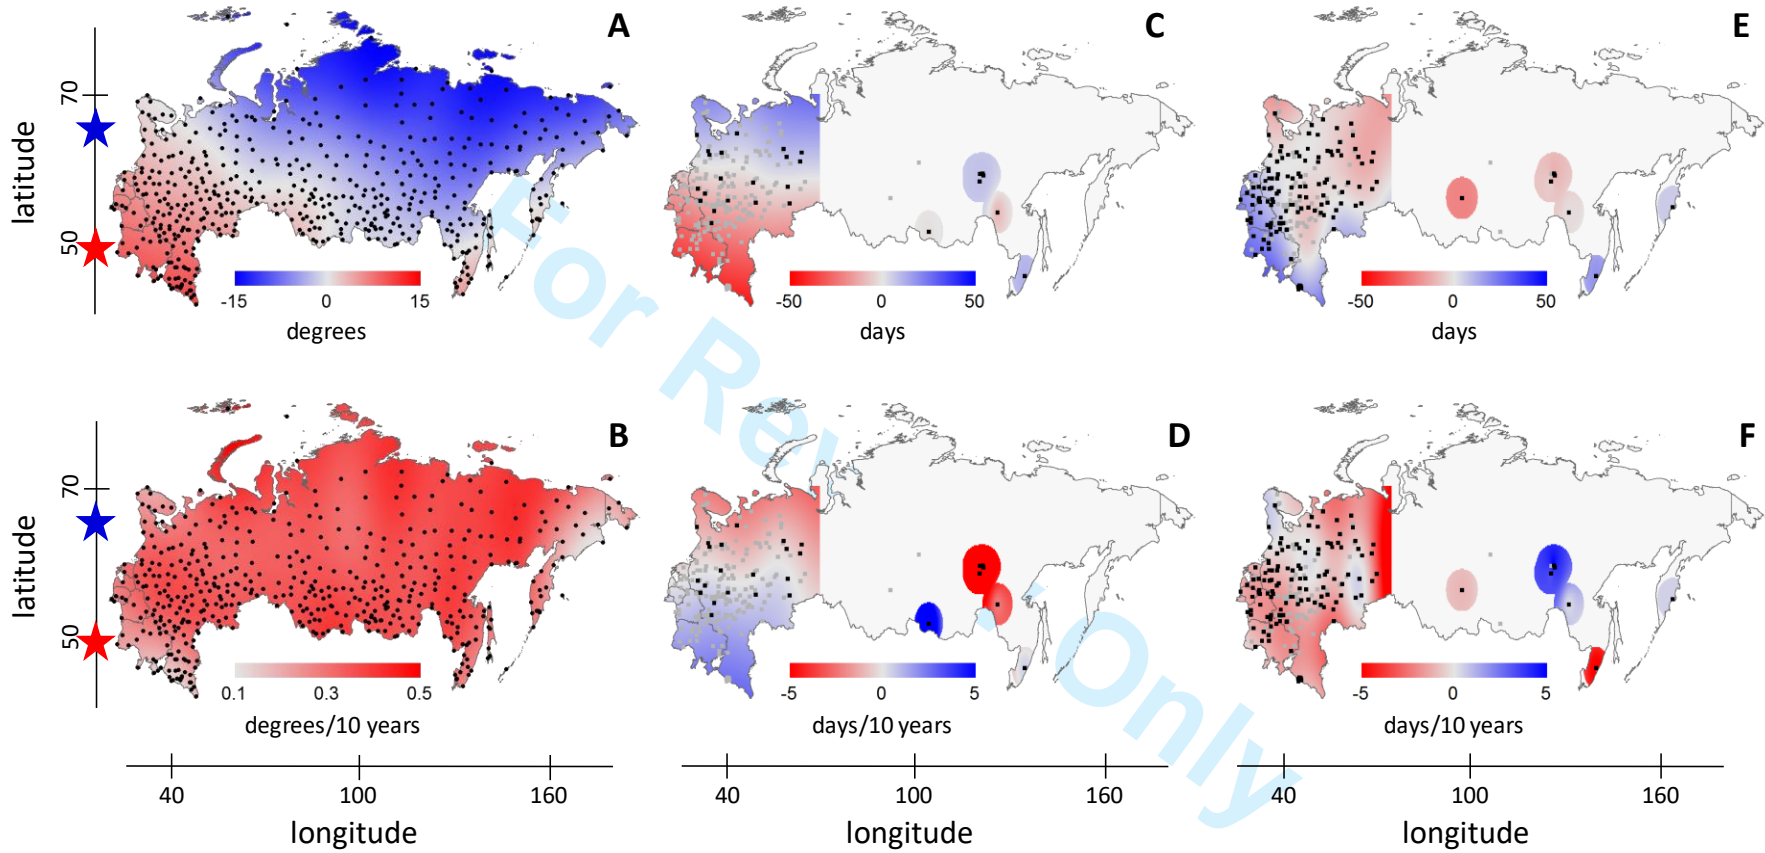 A
C
E
70
latitude
50
-15 0 15
degrees
-50 0 50
days
-50 0 50
days
For Review Only
B
D
F
70
latitude
50
0.1 0.3 0.5
degrees/10 years
-5 0 5
days/10 years
-5 0 5
days/10 years
40 100 160
longitude
40 100 160
longitude
40 100 160
longitude